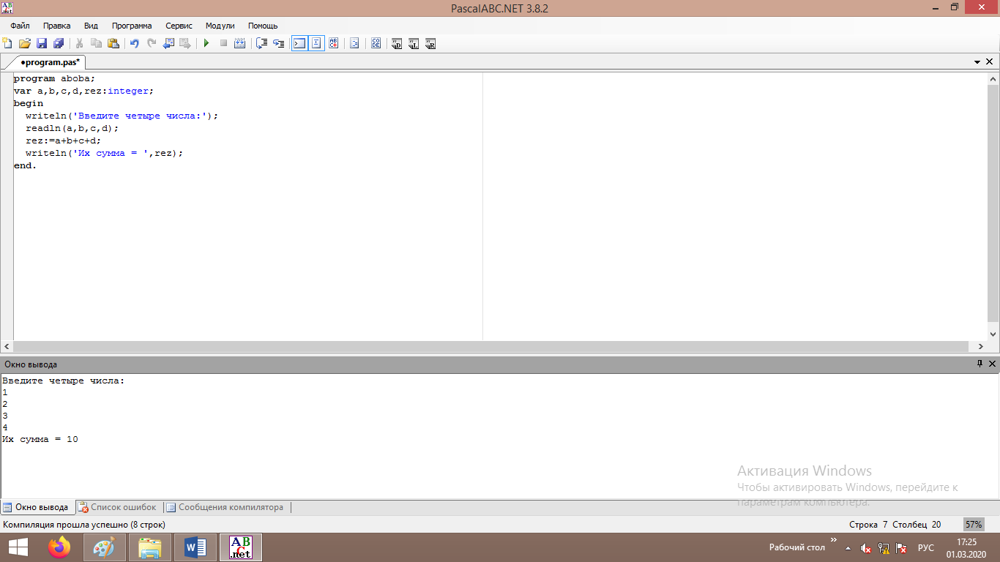 PascalABC.NET 3.8.2
Файл Правка Вид Программа Сервис Модули Помощь
•program.pas*
program aboba;
var a,b,c,d,rez:integer;
begin
writeln('Введите четыре числа:');
readln(a,b,c,d);
rez:=a+b+c+d;
writeln('Их сумма = ',rez);
end.
Окно вывода
Введите четыре числа:
1
2
3
4
Их сумма = 10
Активация Windows
Чтобы активировать Windows, перейдите к
параметрам компьютера.
Окно вывода Список ошибок Сообщения компилятора
Компиляция прошла успешно (8 строк) Строка 7 Столбец 20 57%
Рабочий стол » РУС 17:25
01.03.2020